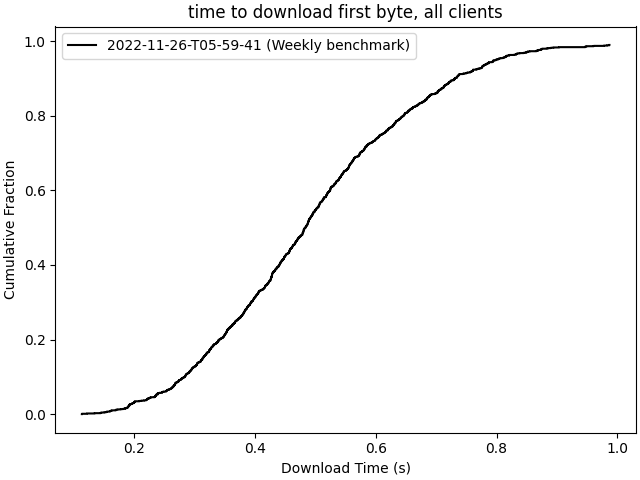 time to download first byte, all clients
2022-11-26-T05-59-41 (Weekly benchmark)
1.0
0.8
0.6
0.4
0.2
0.0
Cumulative Fraction
0.2 0.4 0.6 0.8 1.0
Download Time (s)